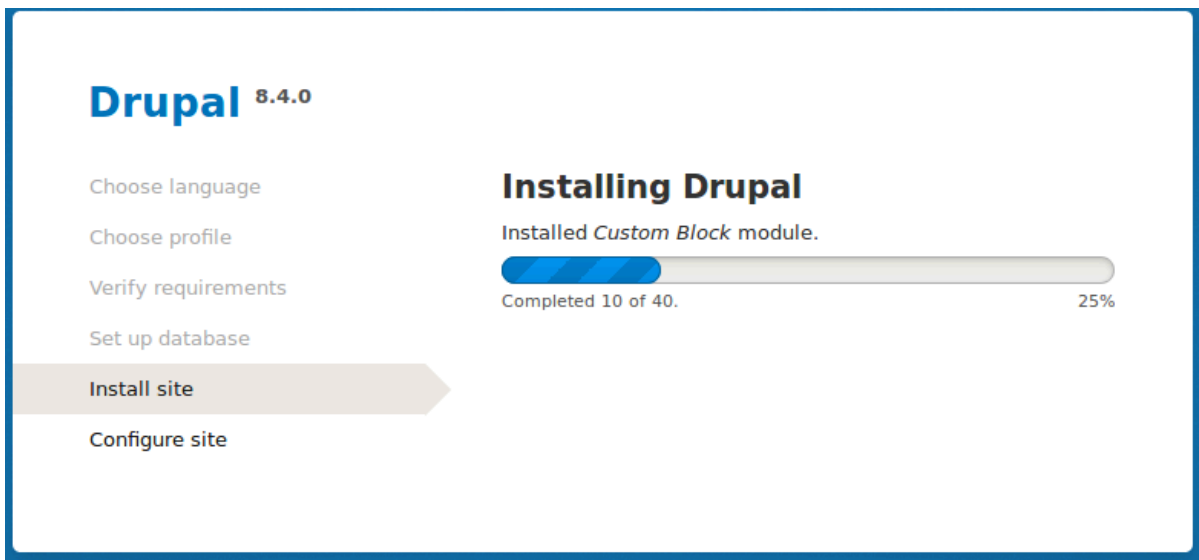 Drupal 8.4.0
Choose language
Choose profile
Verify requirements
Set up database
Install site
Configure site
Installing Drupal
Installed Custom Block module.
Completed 10 of 40. 25%